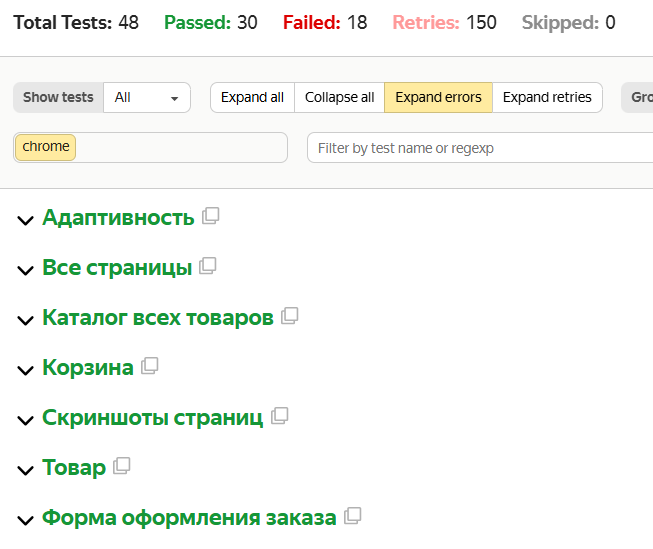 Total Tests: 48 Passed: 30 Failed: 18 Retries: 150 Skipped: 0
Show tests All Expand all Collapse all Expand errors Expand retries Gro
chrome Filter by test name or regexp
Адаптивность
Все страницы
Каталог всех товаров
Корзина
Скриншоты страниц
Товар
Форма оформления заказа